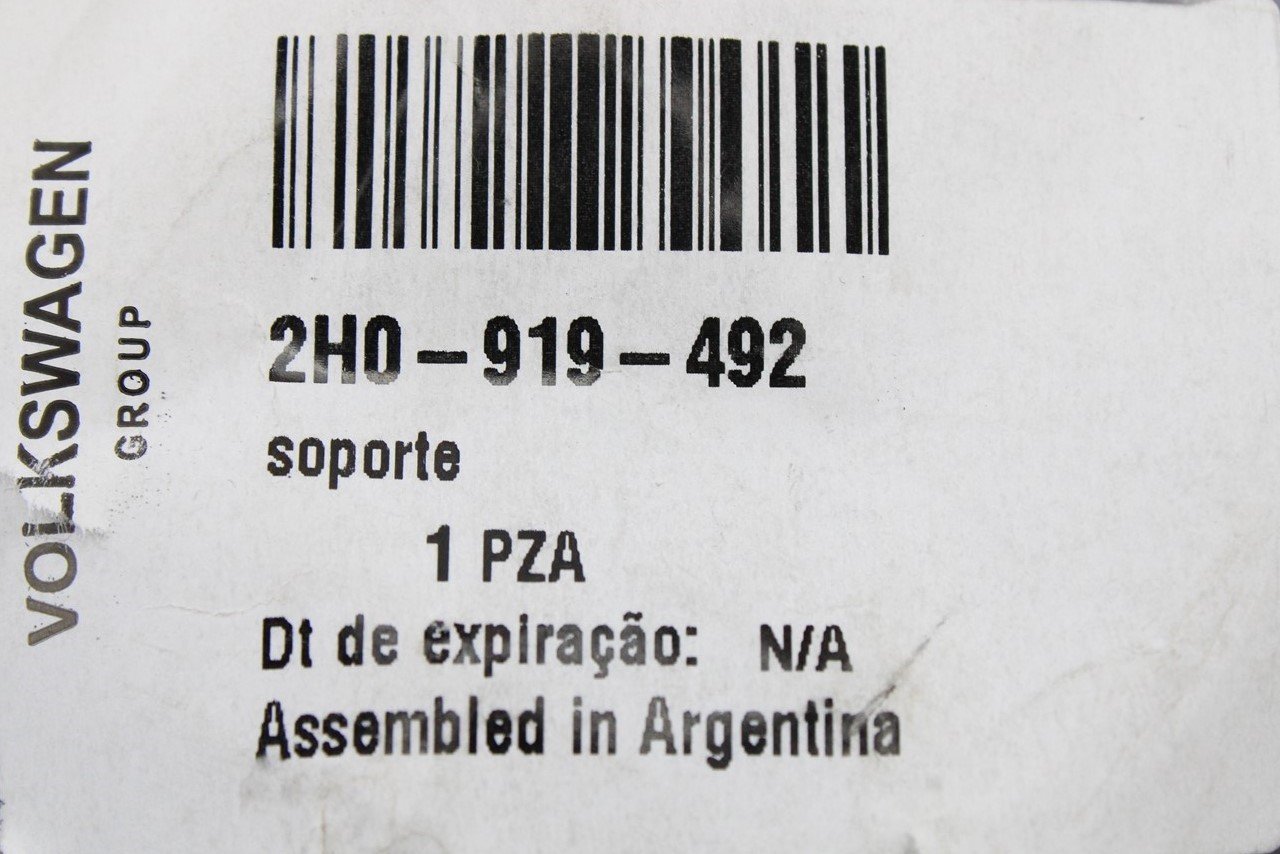 VOLKSWAGEN
GROUP
2H0-919-492
soporte
1 PZA
Dt de expiração: N/A
Assembled in Argentina